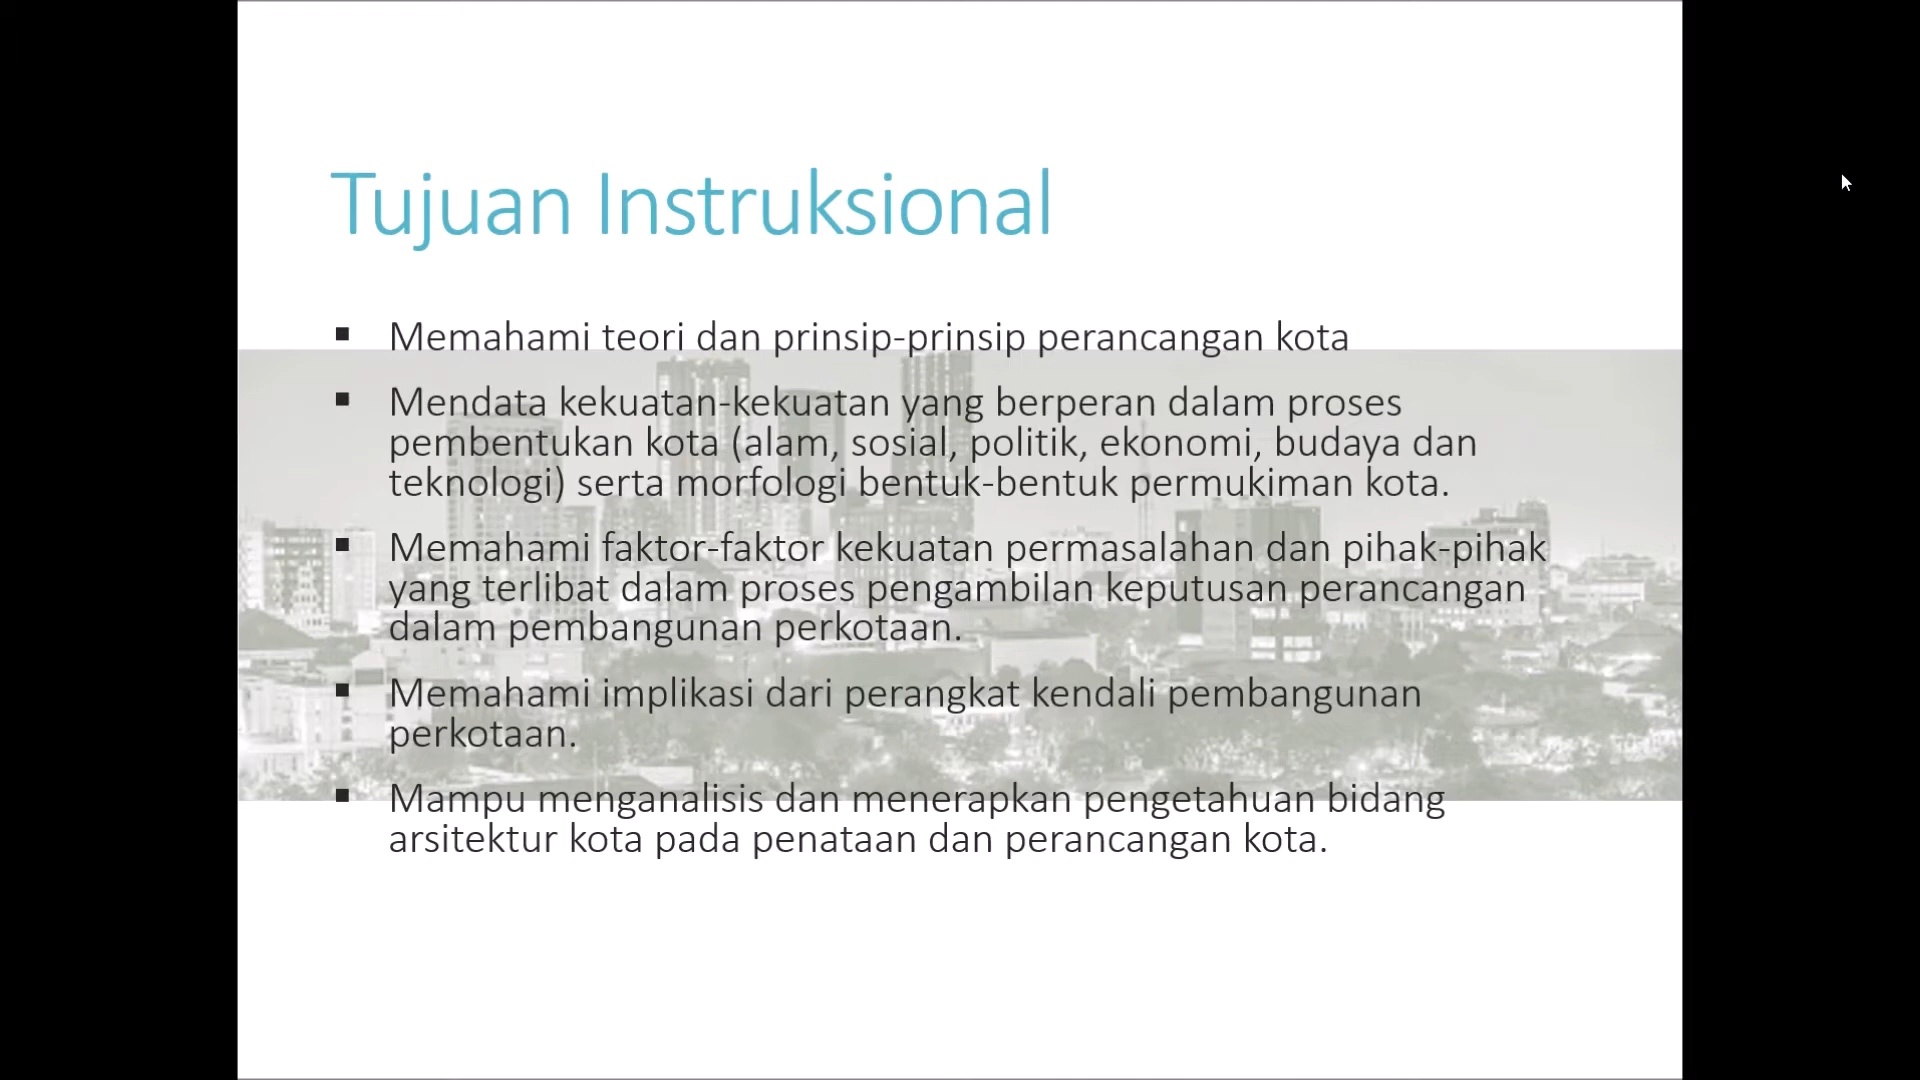 Tujuan Instruksional
▪ Memahami teori dan prinsip-prinsip perancangan kota
▪ Mendata kekuatan-kekuatan yang berperan dalam proses
pembentukan kota (alam, sosial, politik, ekonomi, budaya dan
teknologi) serta morfologi bentuk-bentuk permukiman kota.
▪ Memahami faktor-faktor kekuatan permasalahan dan pihak-pihak
yang terlibat dalam proses pengambilan keputusan perancangan
dalam pembangunan perkotaan.
▪ Memahami implikasi dari perangkat kendali pembangunan
perkotaan.
▪ Mampu menganalisis dan menerapkan pengetahuan bidang
arsitektur kota pada penataan dan perancangan kota.